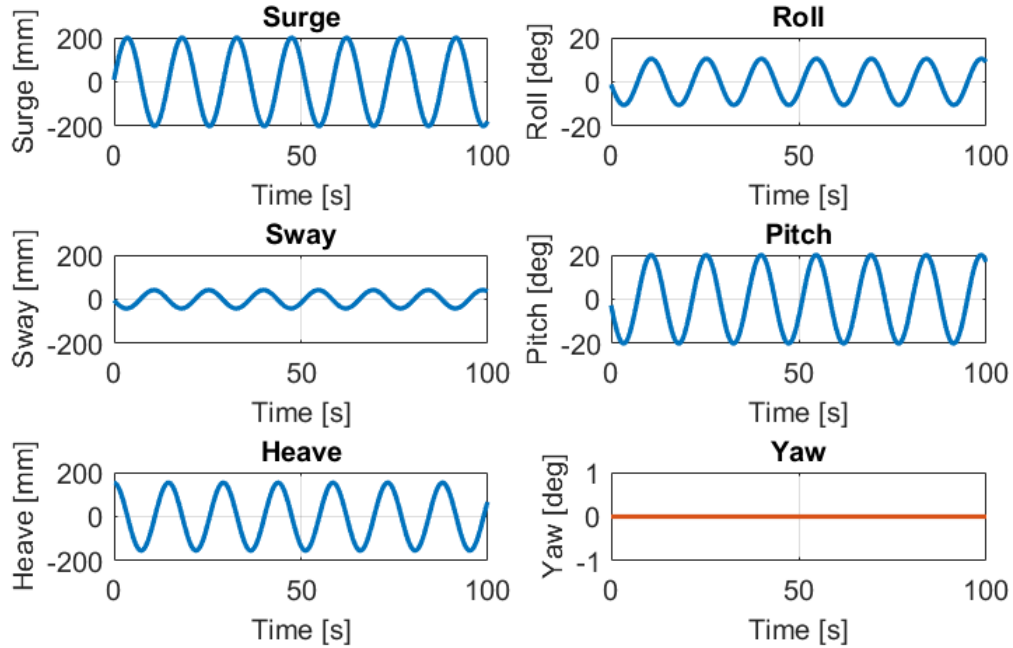 Surge
Surge [mm]
200
0
-200
0 50 100
Time [s]
Roll
Roll [deg]
20
0
-20
0 50 100
Time [s]
Sway
Sway [mm]
200
0
-200
0 50 100
Time [s]
Pitch
Pitch [deg]
20
0
-20
0 50 100
Time [s]
Heave
Heave [mm]
200
0
-200
0 50 100
Time [s]
Yaw
Yaw [deg]
1
0
-1
0 50 100
Time [s]